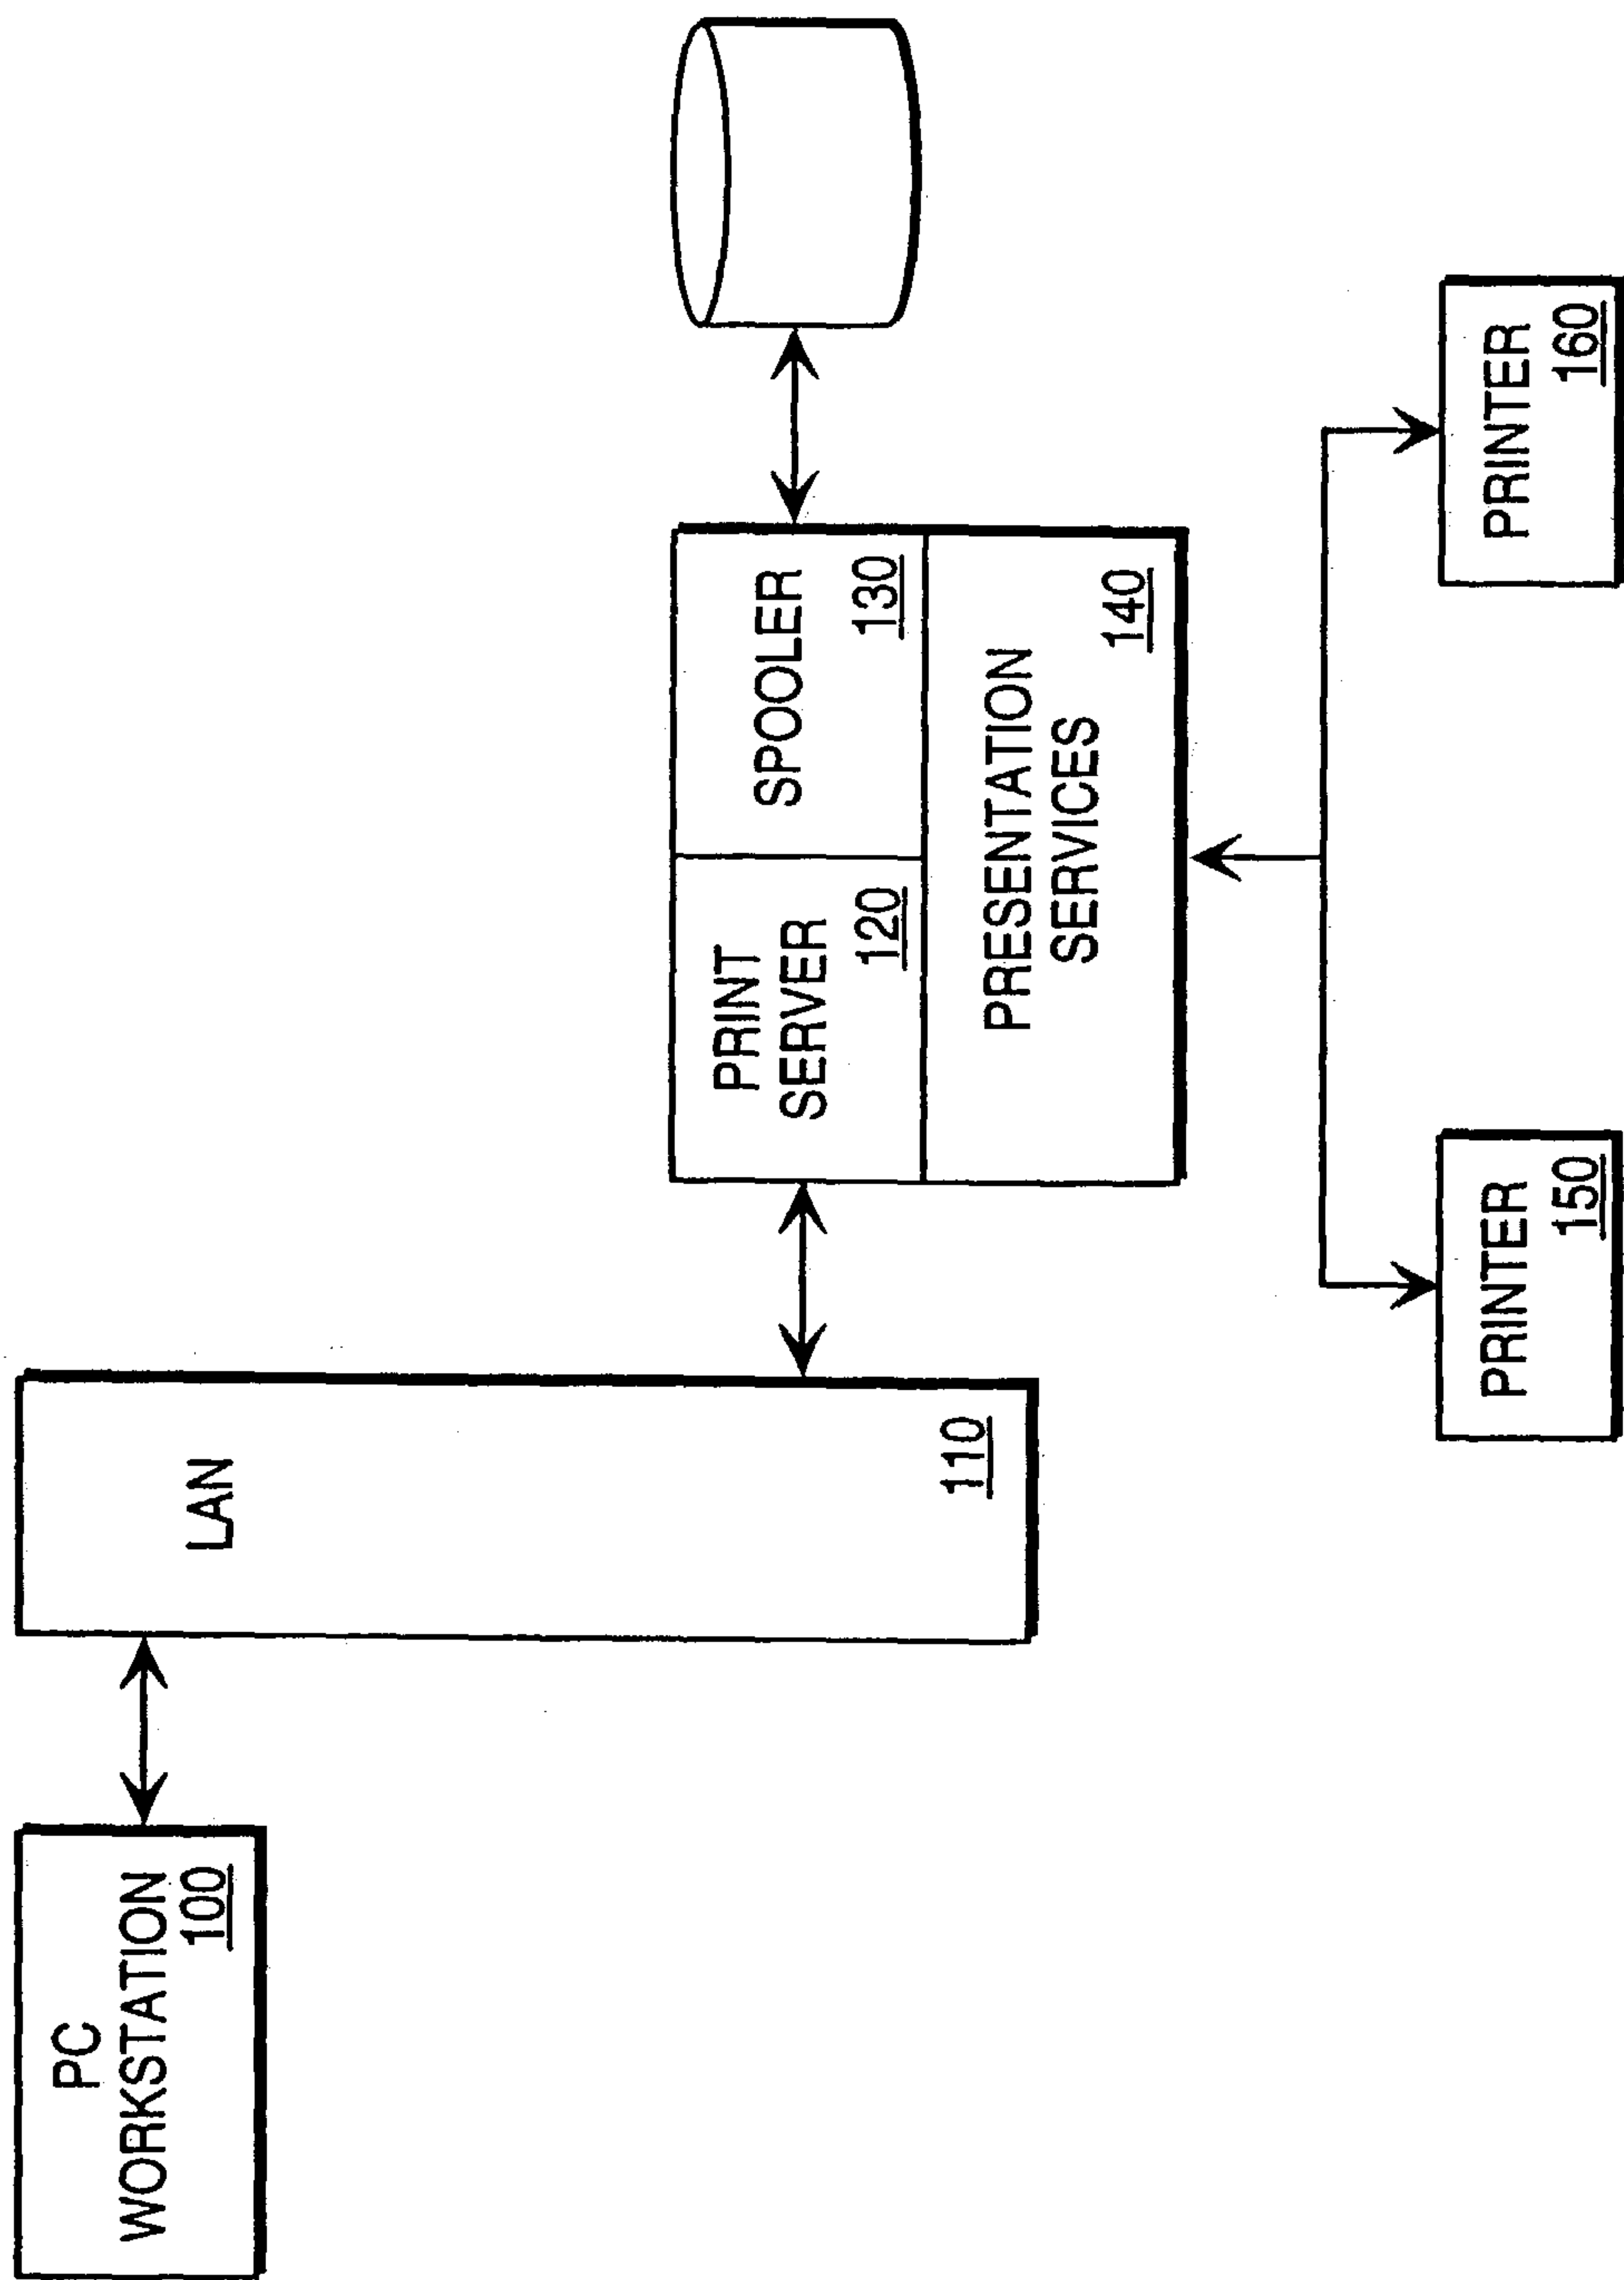 PC
WORKSTATION
100
LAN
110
PRINT
SERVER
120
SPOOLER
130
PRESENTATION
SERVICES
140
PRINTER
150
PRINTER
160